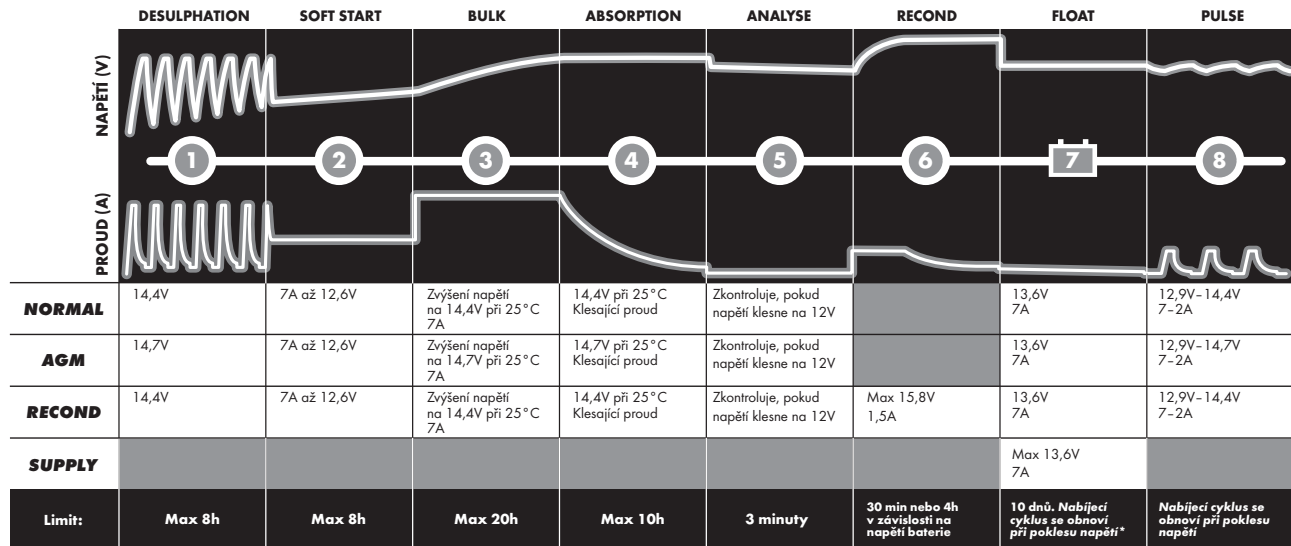 DESULPHATION SOFT START BULK ABSORPTION ANALYSE RECOND FLOAT PULSE
NAPĚTÍ (V)
1 2 3 4 5 6 7 8
PROUD (A)
NORMAL
14,4V
7A až 12,6V
Zvýšení napětí
na 14,4V při 25°C
7A
14,4V při 25°C
Klesající proud
Zkontroluje, pokud
napětí klesne na 12V
13,6V
7A
12,9V–14,4V
7–2A
AGM
14,7V
7A až 12,6V
Zvýšení napětí
na 14,7V při 25°C
7A
14,7V při 25°C
Klesající proud
Zkontroluje, pokud
napětí klesne na 12V
13,6V
7A
12,9V–14,7V
7–2A
RECOND
14,4V
7A až 12,6V
Zvýšení napětí
na 14,4V při 25°C
7A
14,4V při 25°C
Klesající proud
Zkontroluje, pokud
napětí klesne na 12V
Max 15,8V
1,5A
13,6V
7A
12,9V–14,4V
7–2A
SUPPLY
Max 13,6V
7A
Limit:
Max 8h
Max 8h
Max 20h
Max 10h
3 minuty
30 min nebo 4h
v závislosti na
napětí baterie
10 dnů. Nabíjecí
cyklus se obnoví
při poklesu napětí*
Nabíjecí cyklus se
obnoví při poklesu
napětí